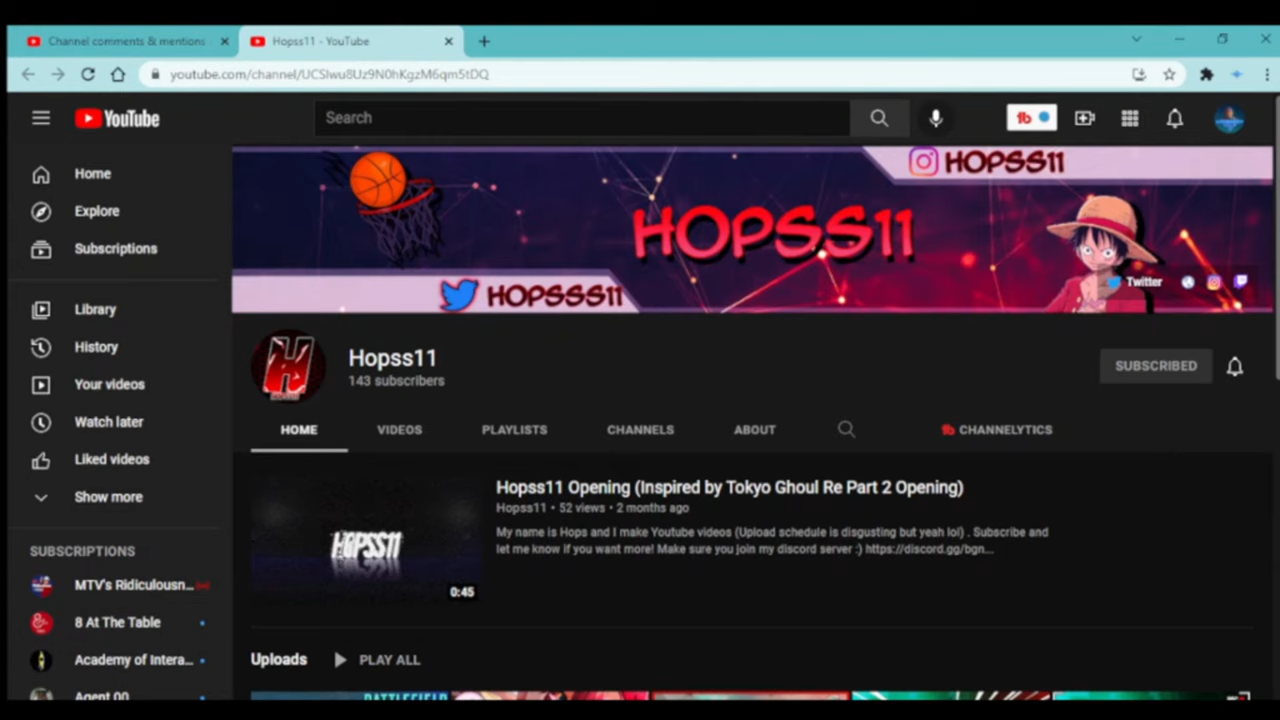 Channel comments & mentions
Hopss11 - YouTube
youtube.com/channel/UCSlwu8Uz9N0hKgzM6qm5tDQ
YouTube
Search
Home
Explore
Subscriptions
Library
History
Your videos
Watch later
Liked videos
Show more
SUBSCRIPTIONS
MTV's Ridiculousn...
8 At The Table
Academy of Intera...
Agent 00
HOPSS11
HOPSS11
HOPSSS11
Twitter
Hopss11
143 subscribers
SUBSCRIBED
HOME VIDEOS PLAYLISTS CHANNELS ABOUT CHANNELYTICS
HOPSS11
0:45
Hopss11 Opening (Inspired by Tokyo Ghoul Re Part 2 Opening)
Hopss11 • 52 views • 2 months ago
My name is Hops and I make Youtube videos (Upload schedule is disgusting but yeah lol) . Subscribe and
let me know if you want more! Make sure you join my discord server :) https://discord.gg/bgn...
Uploads PLAY ALL
BATTLEFIELD